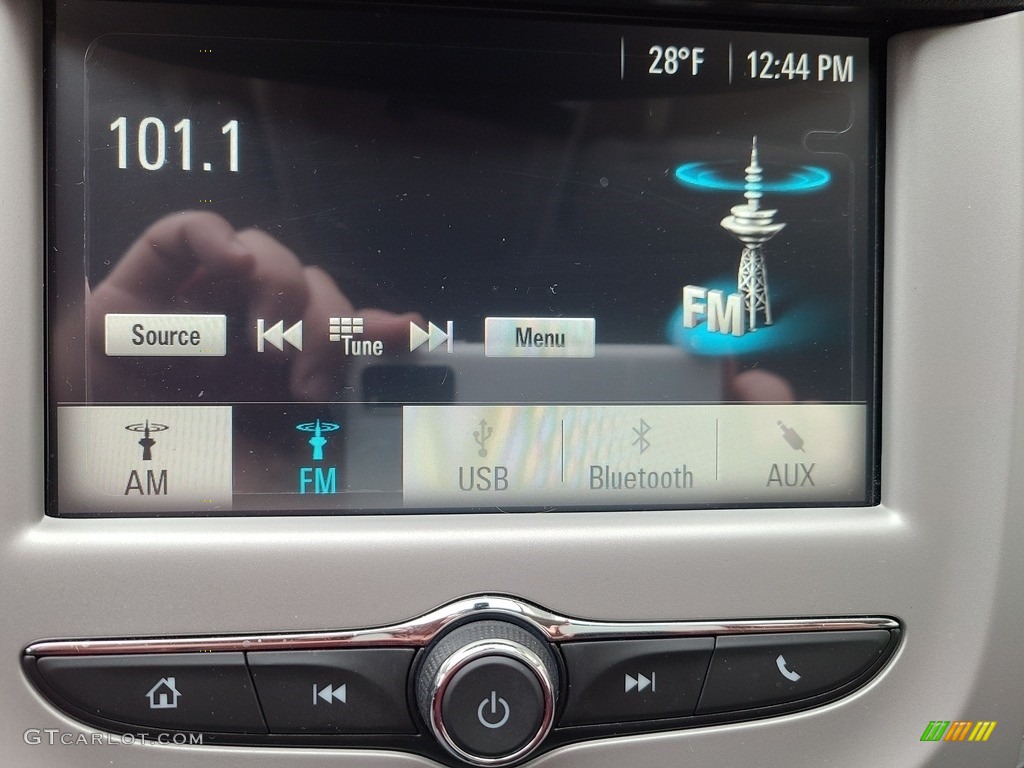 28°F 12:44 PM
101.1
FM
Source Tune Menu
AM FM USB Bluetooth AUX
GTCARLOT.COM